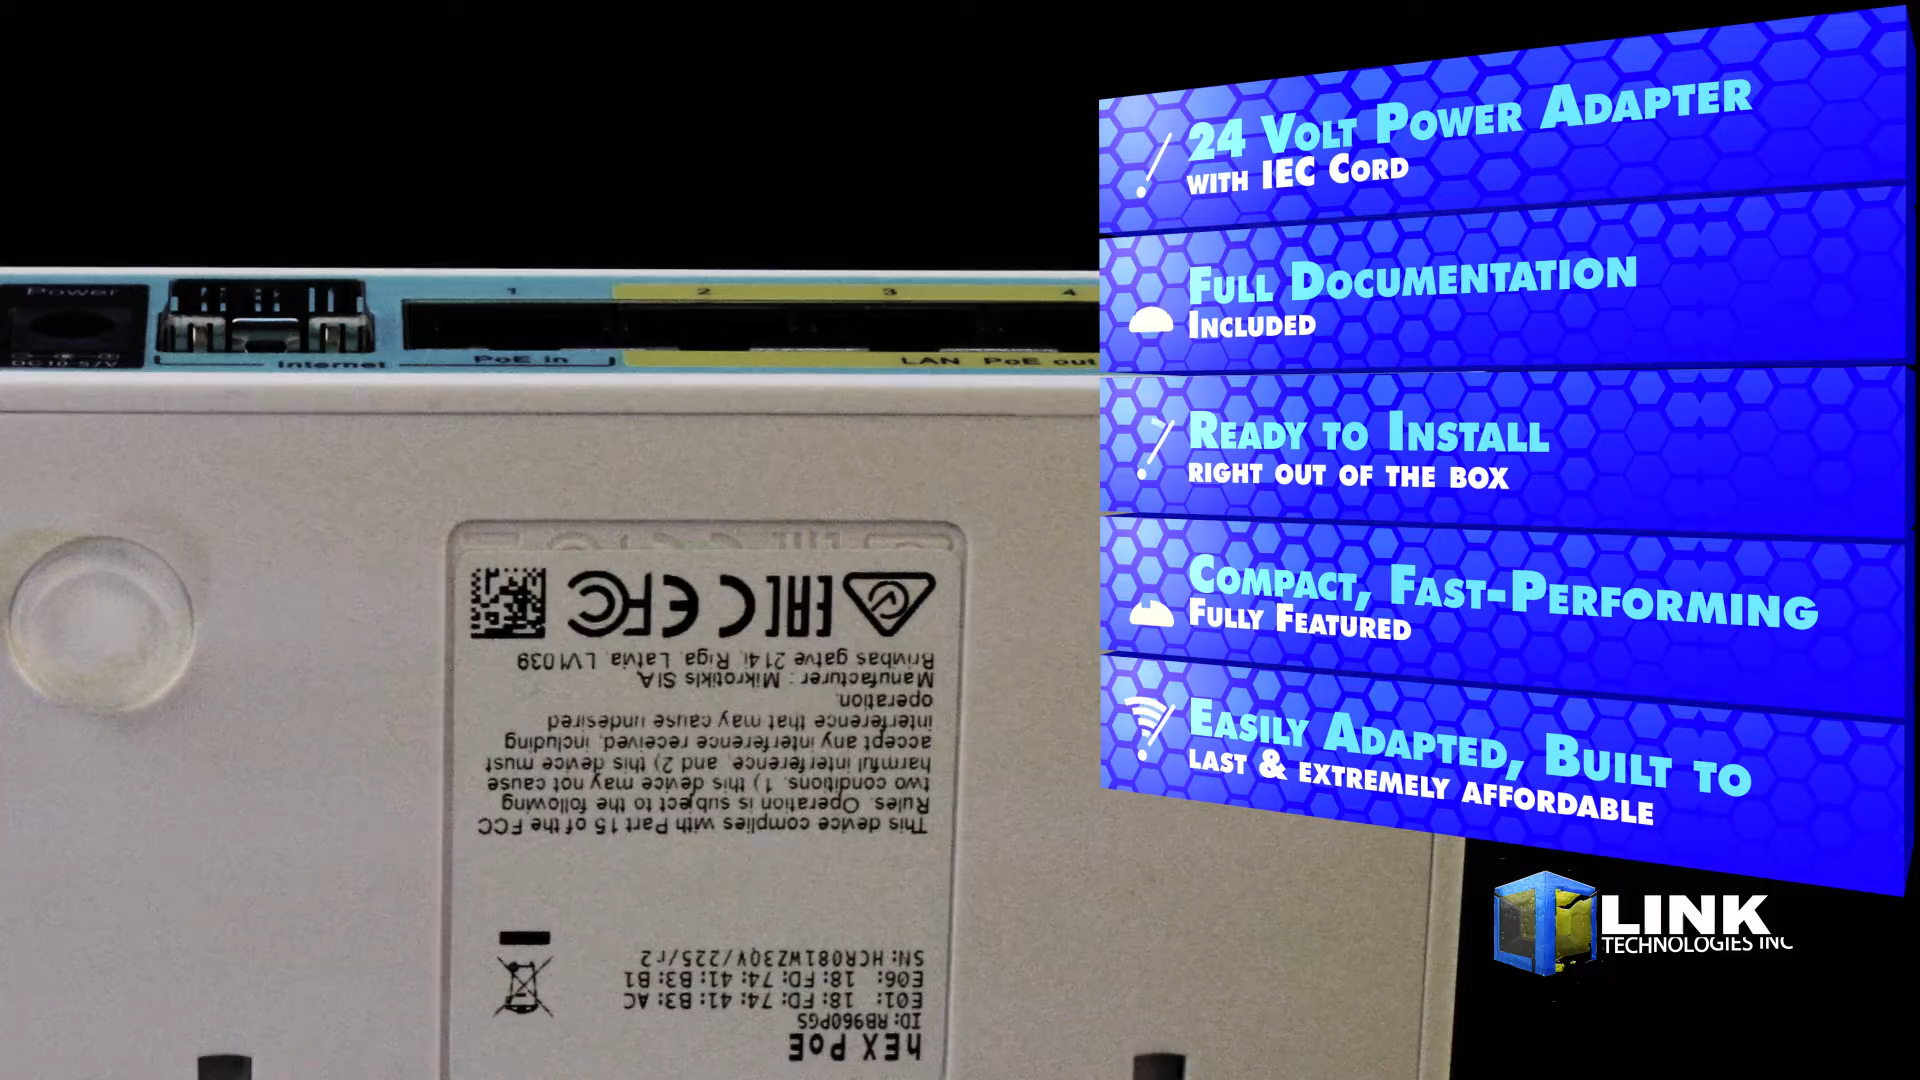 24 Volt Power Adapter
with IEC Cord
Full Documentation
Included
Ready to Install
right out of the box
Compact, Fast-Performing
Fully Featured
Easily Adapted, Built to
last & extremely affordable
LINK
TECHNOLOGIES INC
Power
DC10-57V
Internet
1
PoE in
2
3
4
LAN PoE out
hEX PoE
ID: RB960PGS
E01: 18:FD:74:41:B3:AC
E06: 18:FD:74:41:B3:B1
SN: HCR081WZ3QV/225/r2
This device complies with Part 15 of the FCC
Rules. Operation is subject to the following
two conditions. 1) this device may not cause
harmful interference, and 2) this device must
accept any interference received, including
interference that may cause undesired
operation.
Manufacturer: Mikrotikls SIA,
Brivibas gatve 214i, Riga, Latvia, LV1039
FC CE EAC